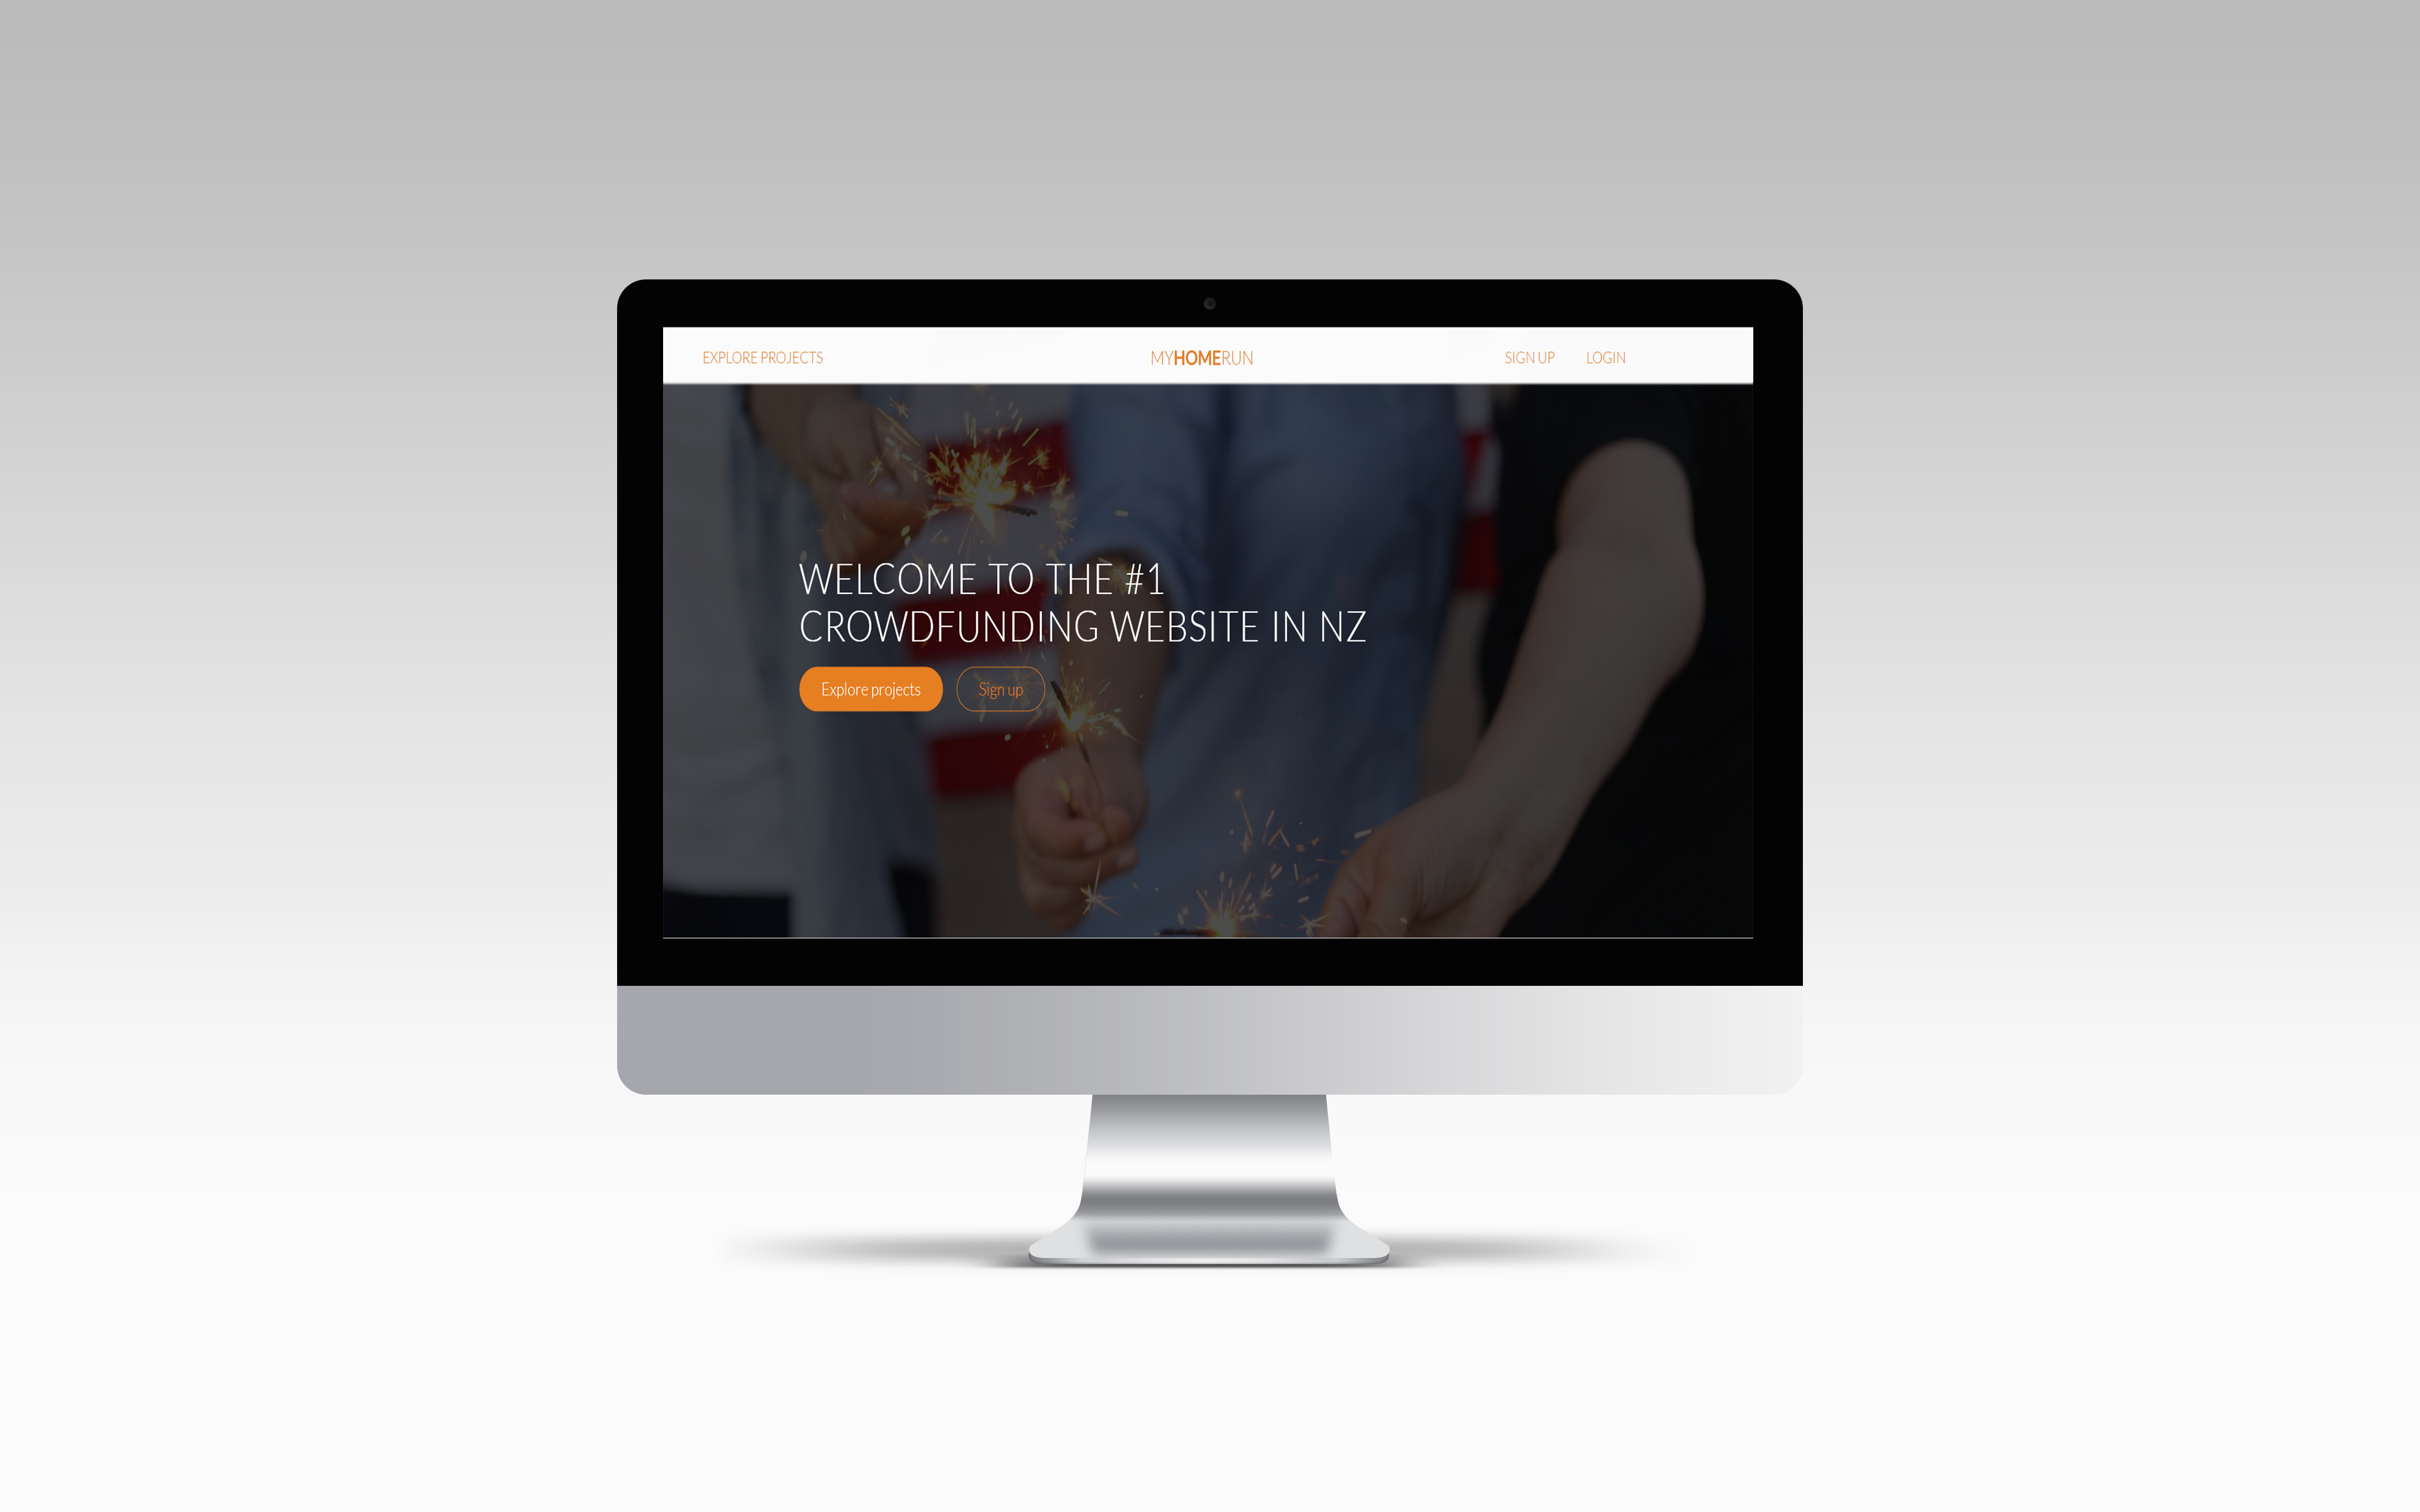 EXPLORE PROJECTS
MYHOMERUN
SIGN UP
LOGIN
WELCOME TO THE #1
CROWDFUNDING WEBSITE IN NZ
Explore projects
Sign up